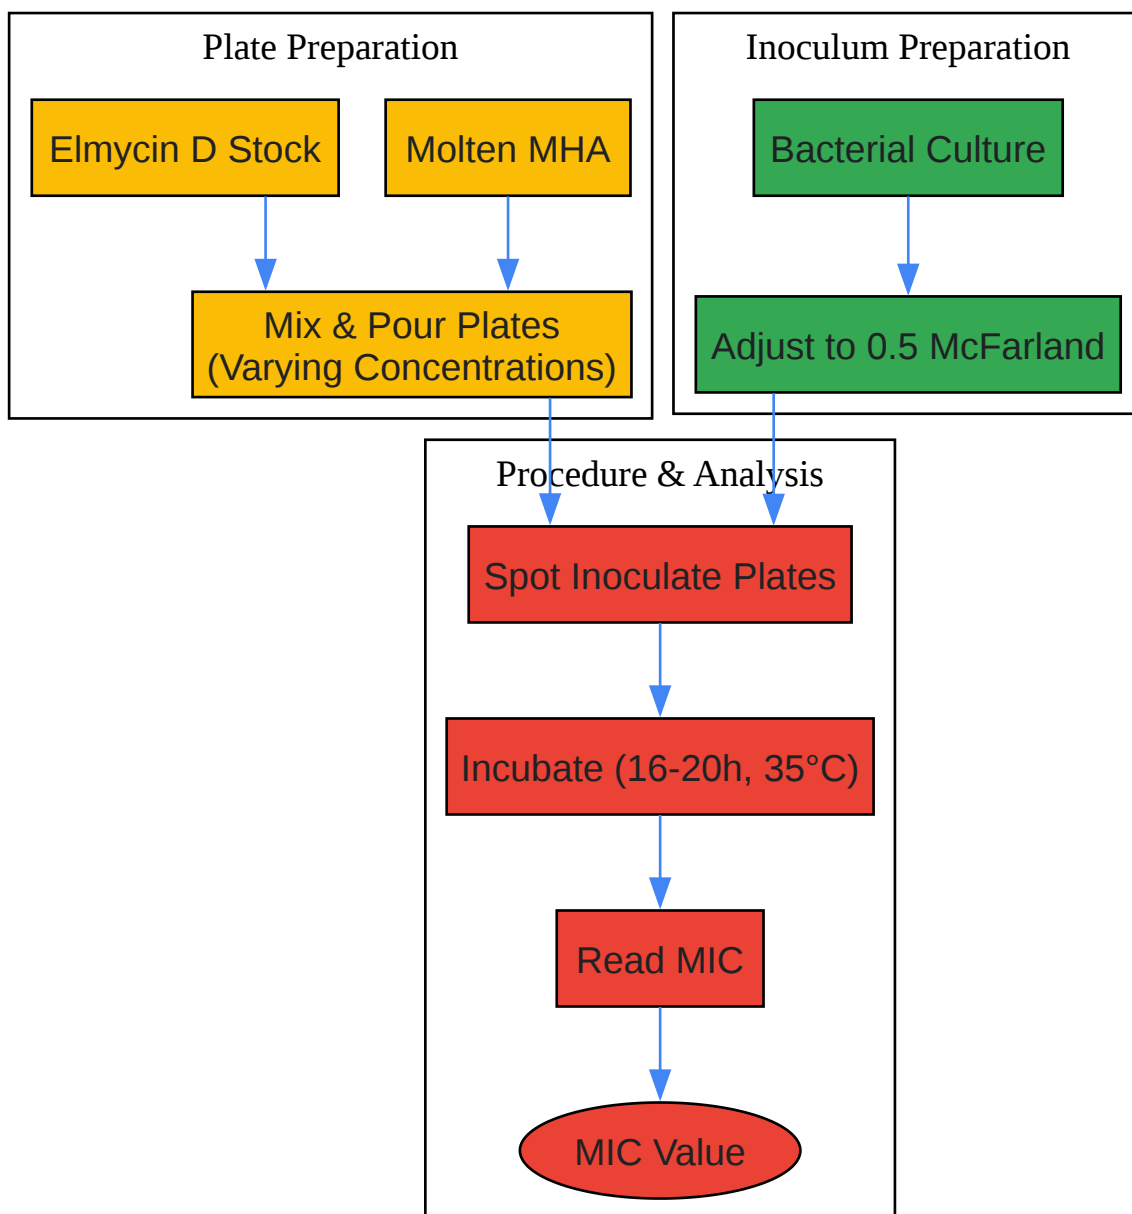 Plate Preparation
Elmycin D Stock
Molten MHA
Mix & Pour Plates
(Varying Concentrations)
Inoculum Preparation
Bacterial Culture
Adjust to 0.5 McFarland
Procedure & Analysis
Spot Inoculate Plates
Incubate (16-20h, 35°C)
Read MIC
MIC Value